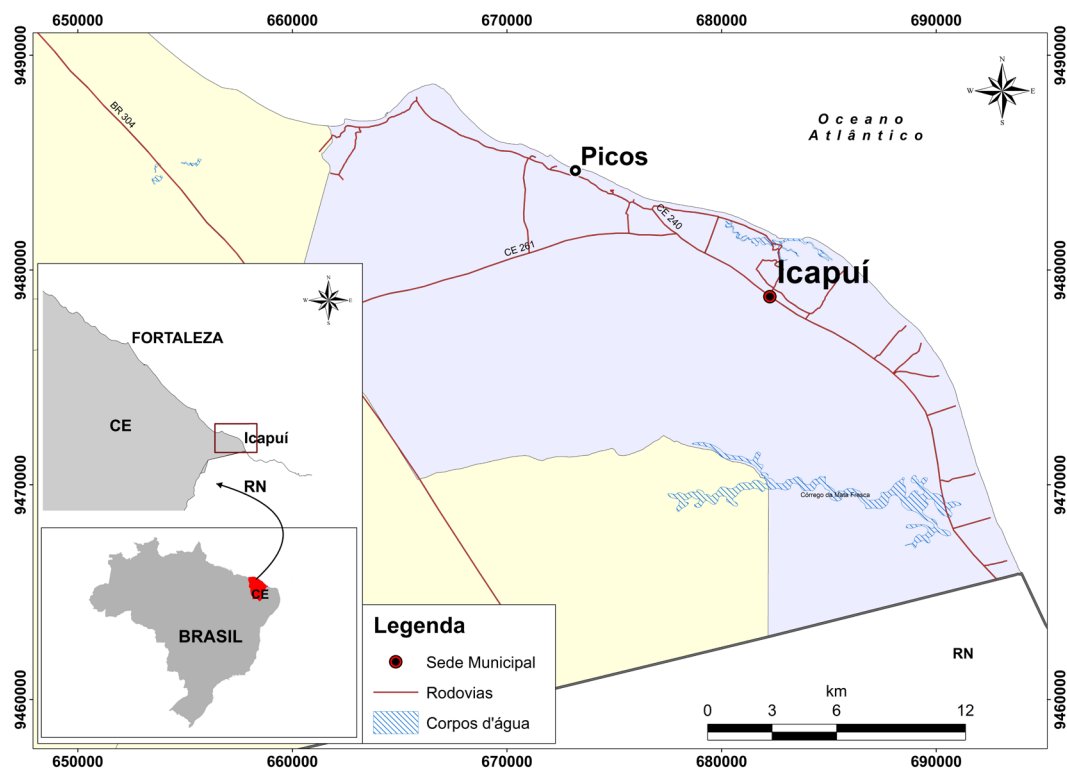 650000
660000
670000
680000
690000
9490000
9490000
N
W
E
S
Oceano
Atlântico
BR 304
Picos
CE 240
CE 261
9480000
9480000
Icapuí
N
W
E
S
FORTALEZA
CE
Icapuí
RN
9470000
9470000
Córrego da Mata Fresca
CE
BRASIL
Legenda
Sede Municipal
Rodovias
Corpos d'água
RN
km
0
3
6
12
9460000
9460000
650000
660000
670000
680000
690000